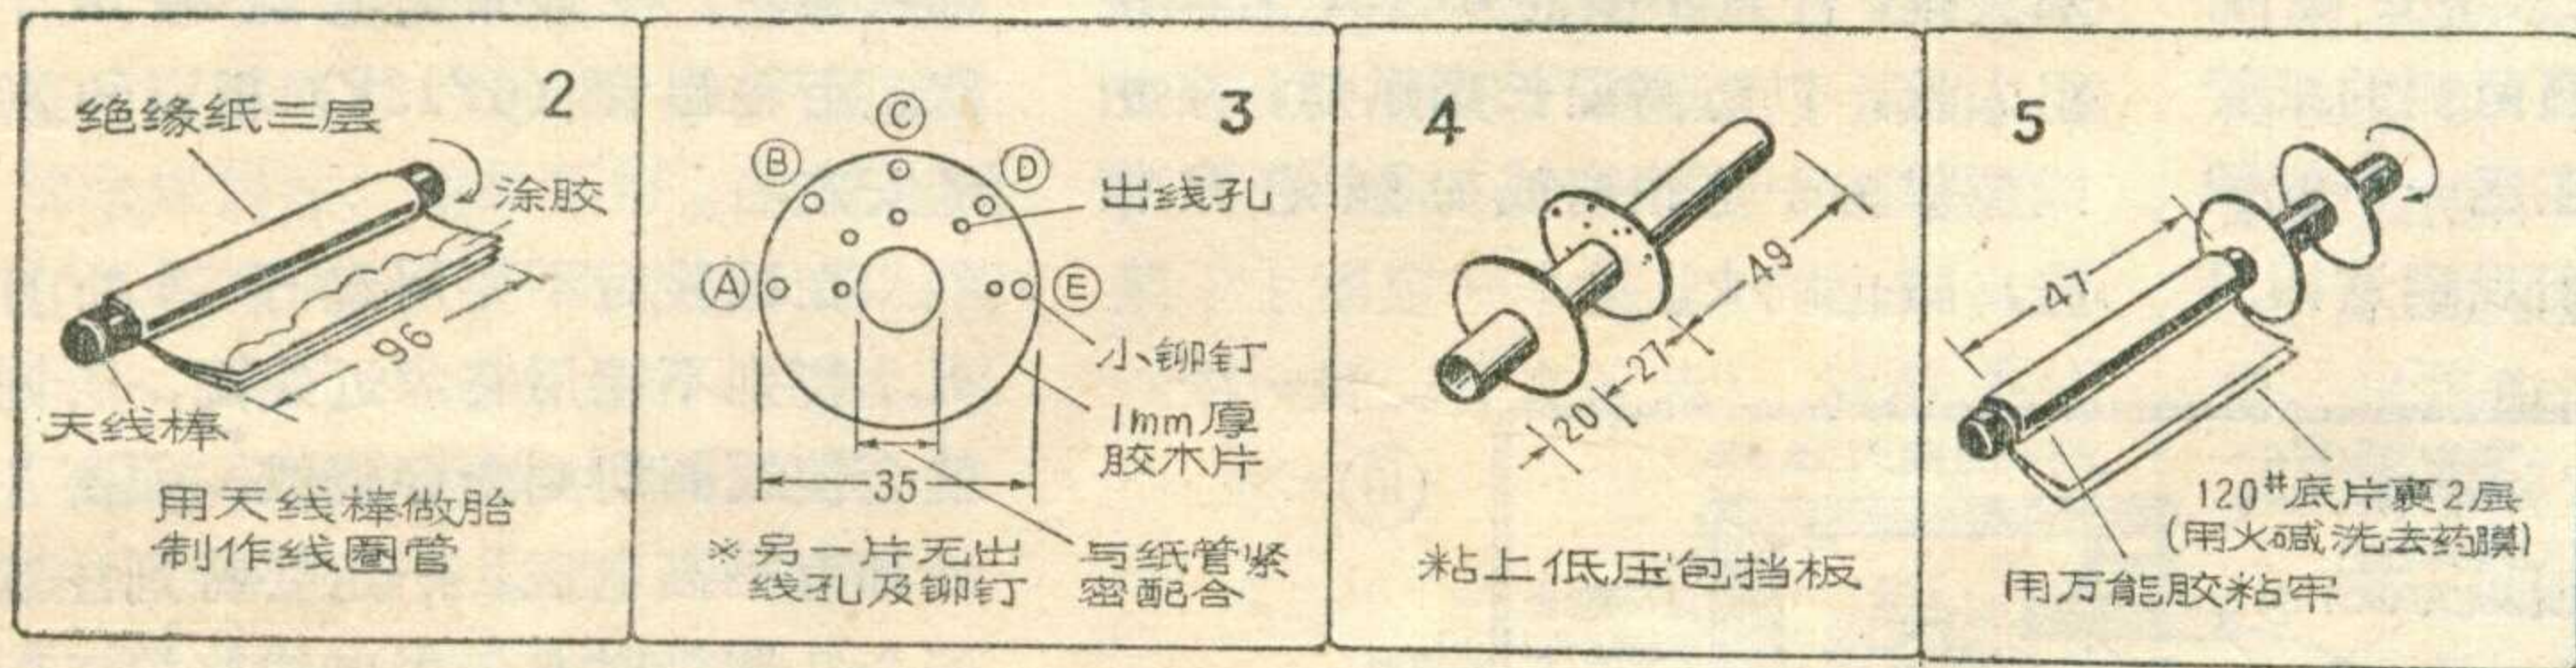 2
绝缘纸三层
涂胶
96
天线棒
用天线棒做胎
制作线圈管
3
Ⓒ
Ⓑ
Ⓓ
出线孔
Ⓐ
Ⓔ
小铆钉
1mm厚
胶木片
35
※另一片无出
线孔及铆钉
与纸管紧
密配合
4
49
27
20
粘上低压包挡板
5
47
120#底片裹2层
(用火碱洗去药膜)
用万能胶粘牢